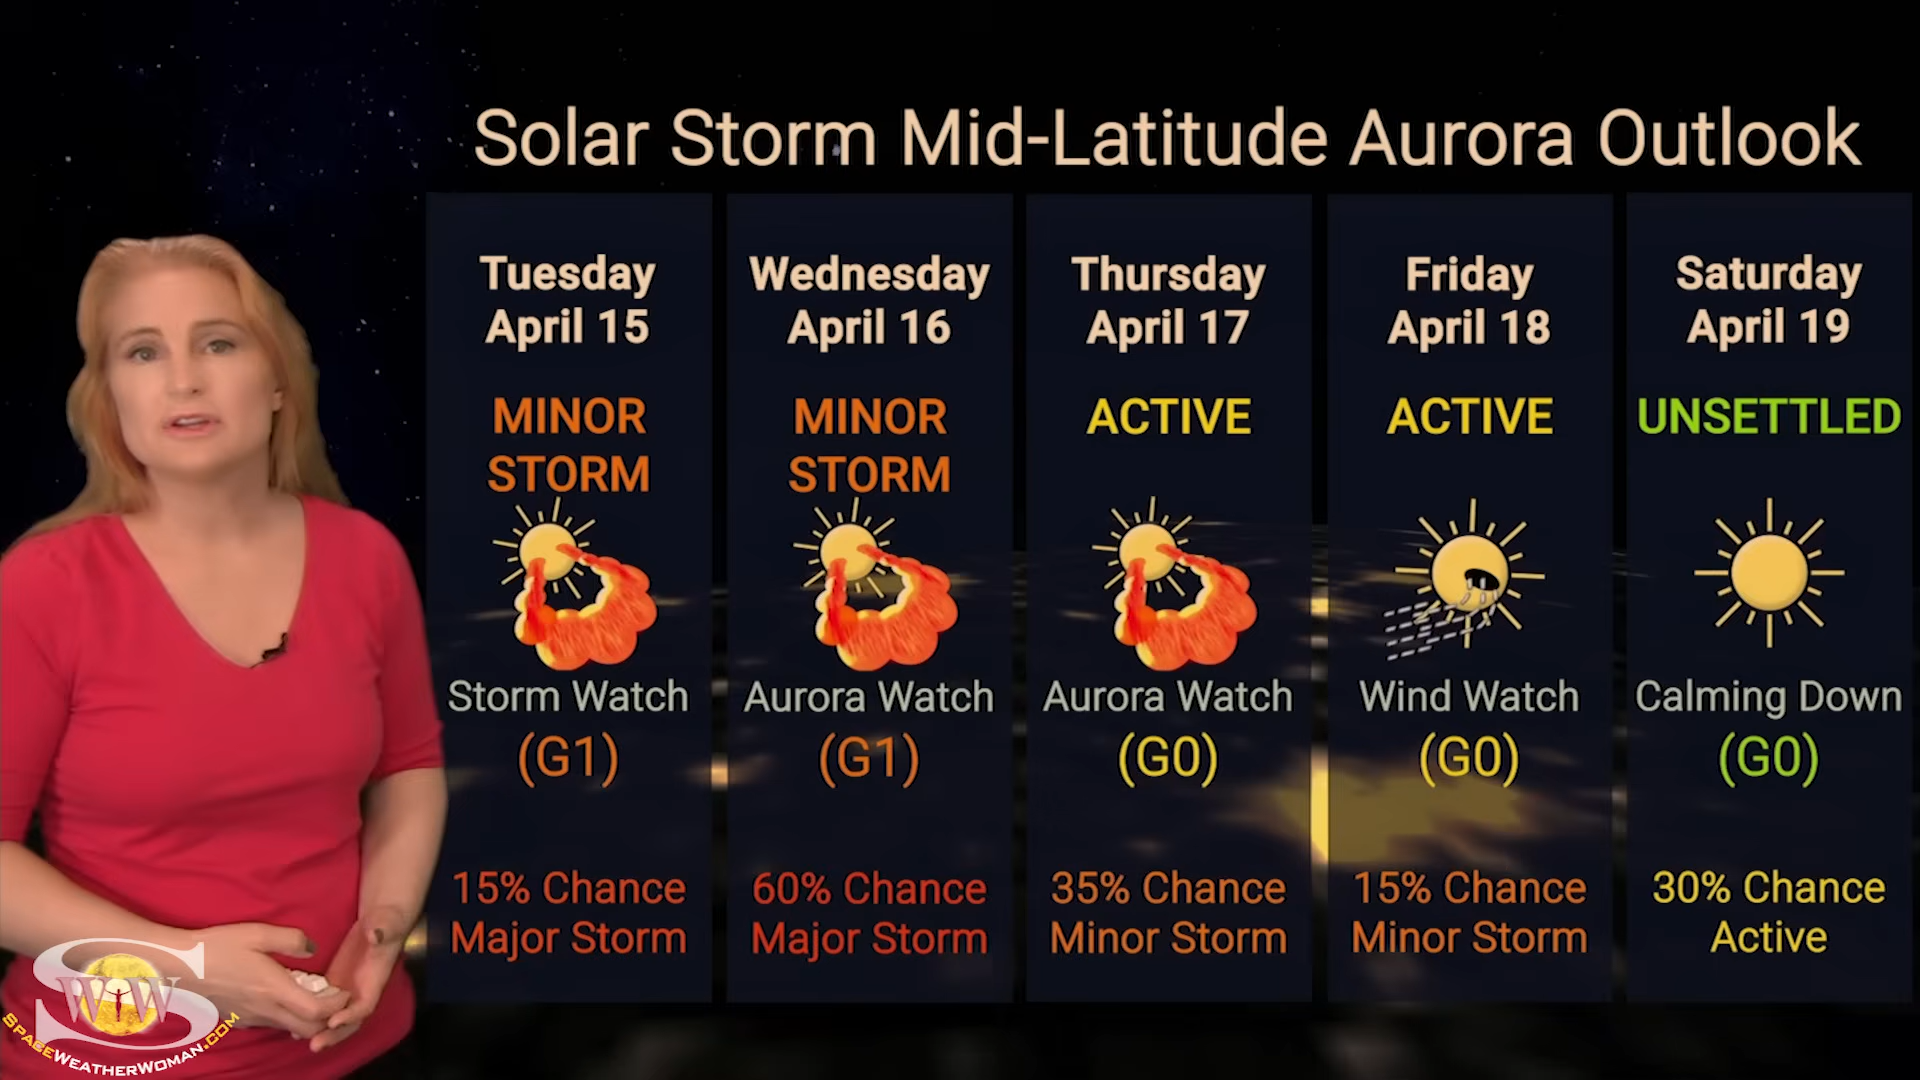 Solar Storm Mid-Latitude Aurora Outlook
Tuesday
April 15
MINOR
STORM
Storm Watch
(G1)
15% Chance
Major Storm
Wednesday
April 16
MINOR
STORM
Aurora Watch
(G1)
60% Chance
Major Storm
Thursday
April 17
ACTIVE
Aurora Watch
(G0)
35% Chance
Minor Storm
Friday
April 18
ACTIVE
Wind Watch
(G0)
15% Chance
Minor Storm
Saturday
April 19
UNSETTLED
Calming Down
(G0)
30% Chance
Active
SWW
SPACEWEATHERWOMAN.COM